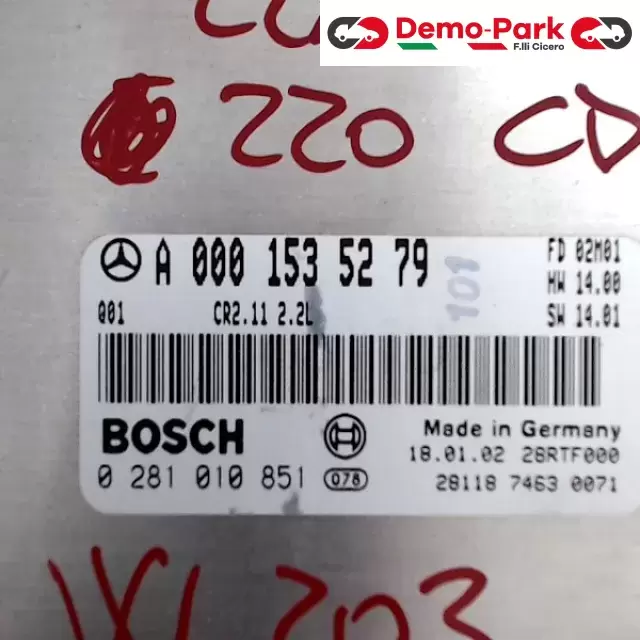 Demo-Park
F.lli Cicero
220 CD
A 000 153 52 79
101
FD 02M01
HW 14.00
001
CR2.11 2.2L
SW 14.01
BOSCH
Made in Germany
18.01.02 28RTF000
0 281 010 851
078
28118 7463 0071
203